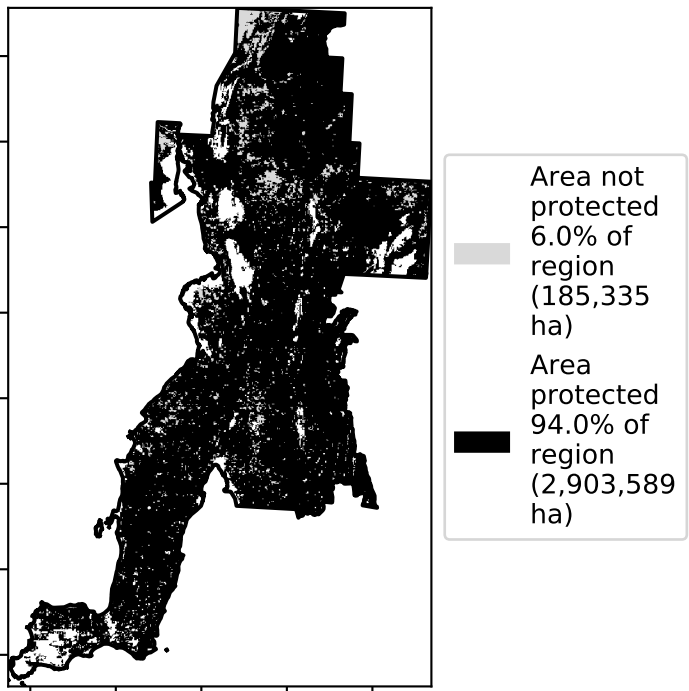 Area not
protected
6.0% of
region
(185,335
ha)
Area
protected
94.0% of
region
(2,903,589
ha)